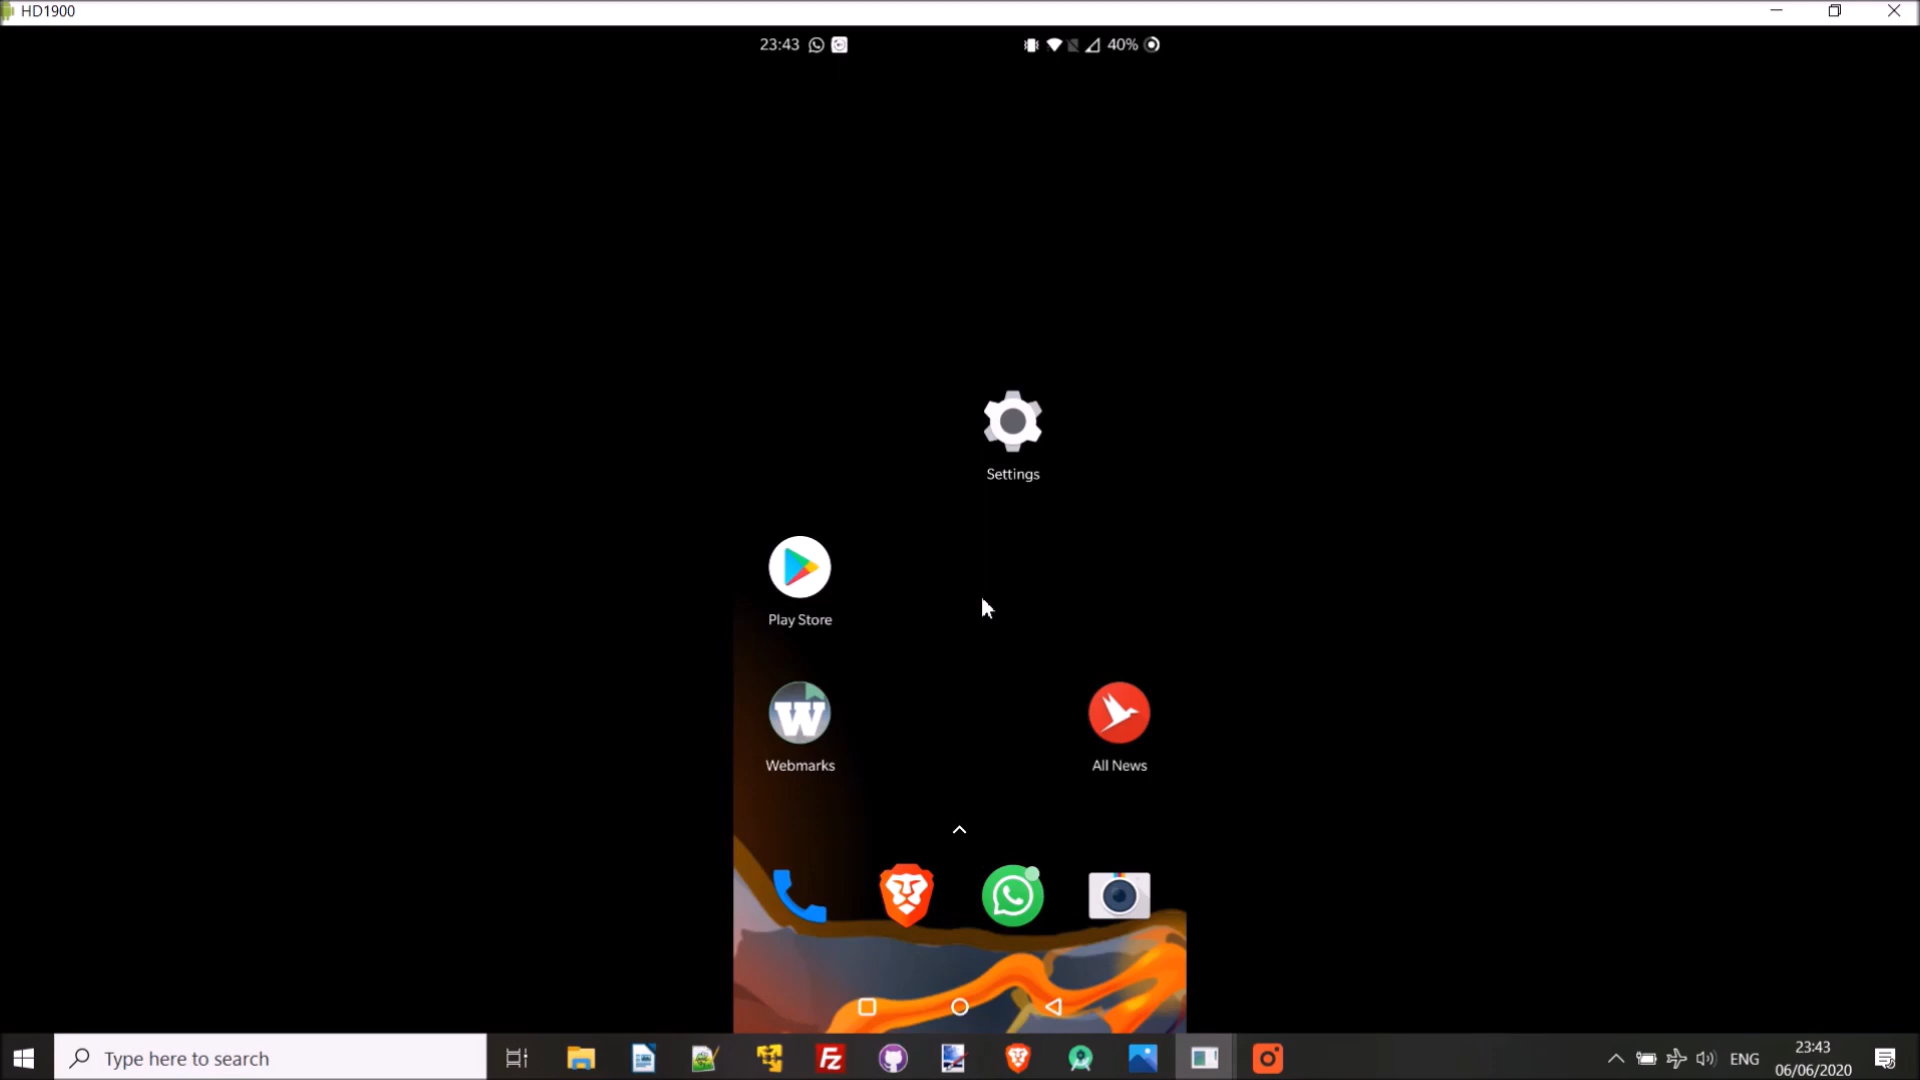 HD1900
23:43
40%
Settings
Play Store
Webmarks
W
All News
Type here to search
Fz
ENG
23:43
06/06/2020